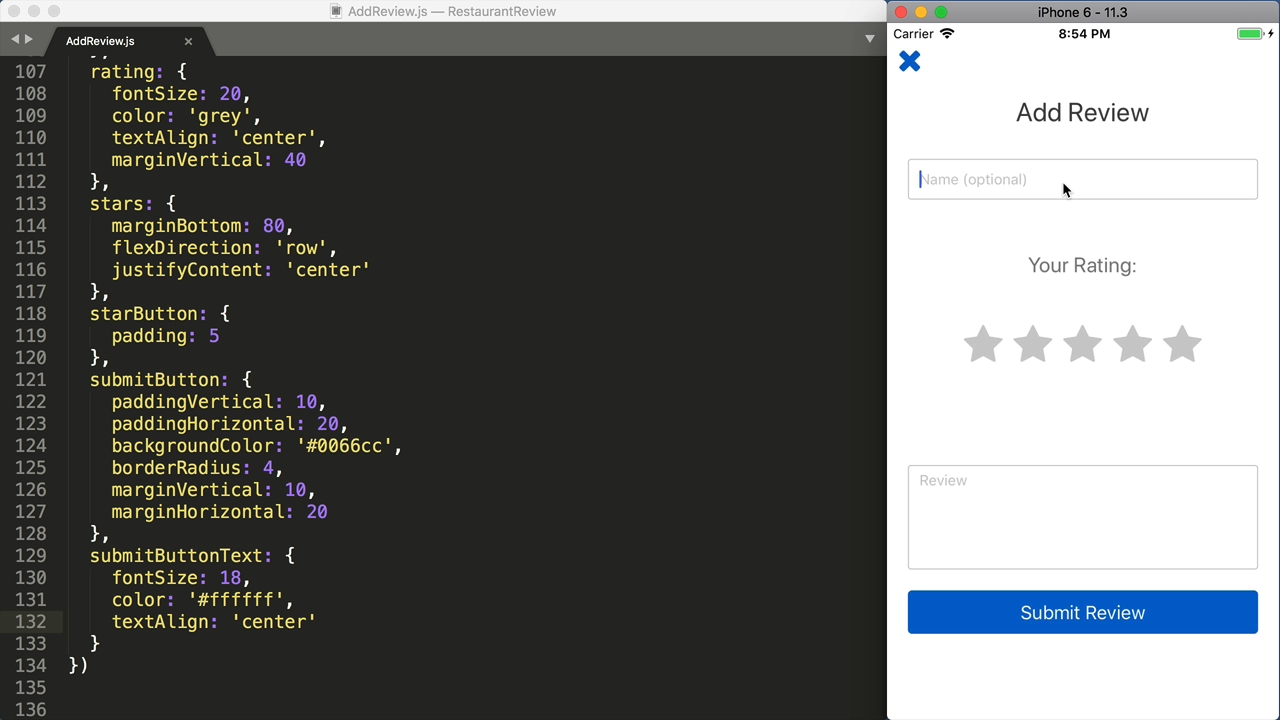 AddReview.js — RestaurantReview
AddReview.js
107 rating: {
108 fontSize: 20,
109 color: 'grey',
110 textAlign: 'center',
111 marginVertical: 40
112 },
113 stars: {
114 marginBottom: 80,
115 flexDirection: 'row',
116 justifyContent: 'center'
117 },
118 starButton: {
119 padding: 5
120 },
121 submitButton: {
122 paddingVertical: 10,
123 paddingHorizontal: 20,
124 backgroundColor: '#0066cc',
125 borderRadius: 4,
126 marginVertical: 10,
127 marginHorizontal: 20
128 },
129 submitButtonText: {
130 fontSize: 18,
131 color: '#ffffff',
132 textAlign: 'center'
133 }
134 })
135
136
iPhone 6 - 11.3
Carrier 8:54 PM
Add Review
Name (optional)
Your Rating:
Review
Submit Review